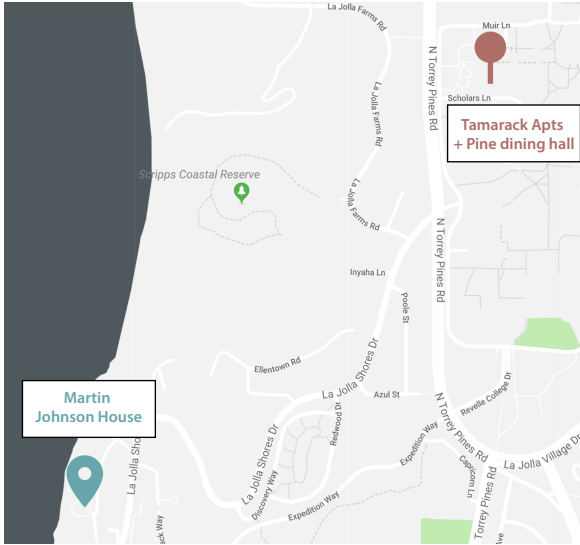 La Jolla Farms Rd
Muir Ln
N Torrey Pines Rd
La Jolla Farms Rd
Scholars Ln
Tamarack Apts
+ Pine dining hall
Scripps Coastal Reserve
La Jolla Farms Rd
N Torrey Pines Rd
Inyaha Ln
Poole St
La Jolla Shores Dr
Ellentown Rd
Azul St
Revelle College Dr
Martin
Johnson House
Redwood Dr
N Torrey Pines Rd
La Jolla Shores Dr
Expedition Way
La Jolla Village Dr
La Jolla Sho
Discovery Way
Capricorn Ln
Expedition Way
Torrey Pines Rd
ck Way
Ave